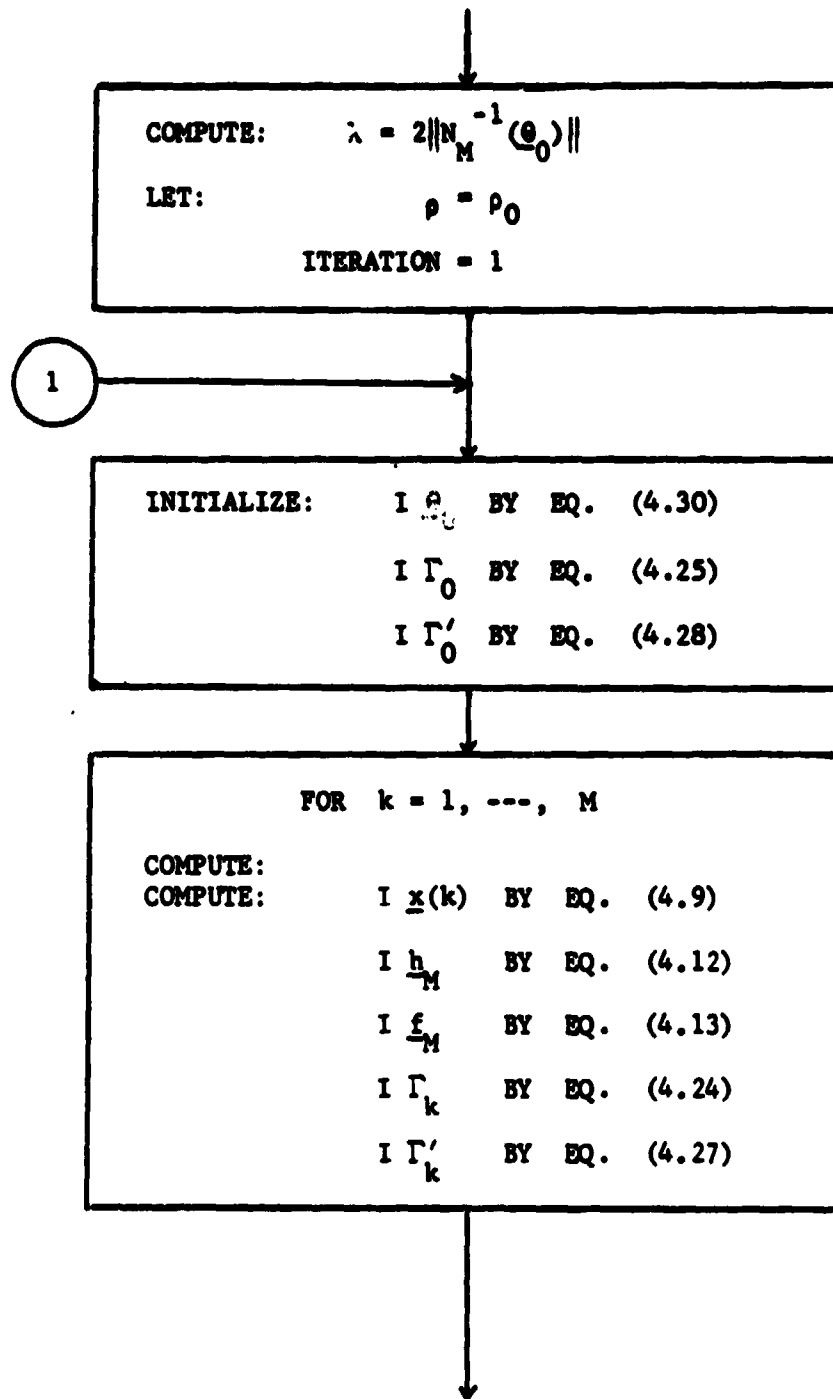 COMPUTE: λ = 2‖N_M^-1(θ_0)‖
LET: ρ = ρ_0
ITERATION = 1
1
INITIALIZE: I θ_0 BY EQ. (4.30)
I Γ_0 BY EQ. (4.25)
I Γ′_0 BY EQ. (4.28)
FOR k = 1, ---, M
COMPUTE:
COMPUTE: I x(k) BY EQ. (4.9)
I h_M BY EQ. (4.12)
I f_M BY EQ. (4.13)
I Γ_k BY EQ. (4.24)
I Γ′_k BY EQ. (4.27)